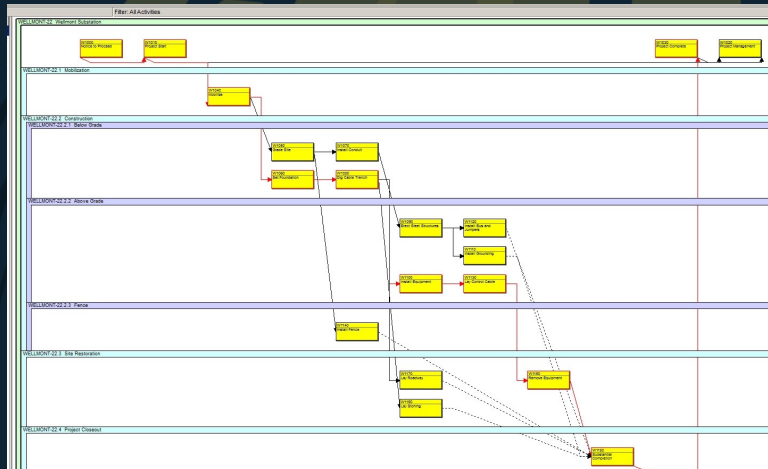 Filter: All Activities
WELLMONT-22 Wellmont Substation
Notice to Proceed
Project Start
Project Complete
Project Management
WELLMONT-22.1 Mobilization
Mobilize
WELLMONT-22.2 Construction
WELLMONT-22.2.1 Below Grade
Grade Site
Install Conduit
Set Foundation
Dig Cable Trench
WELLMONT-22.2.2 Above Grade
Erect Steel Structures
Install Bus and
Jumpers
Install Grounding
Install Equipment
Lay Control Cable
WELLMONT-22.2.3 Fence
Install Fence
WELLMONT-22.3 Site Restoration
Lay Roadway
Remove Equipment
Lay Stoning
WELLMONT-22.4 Project Closeout
Substantial
Completion